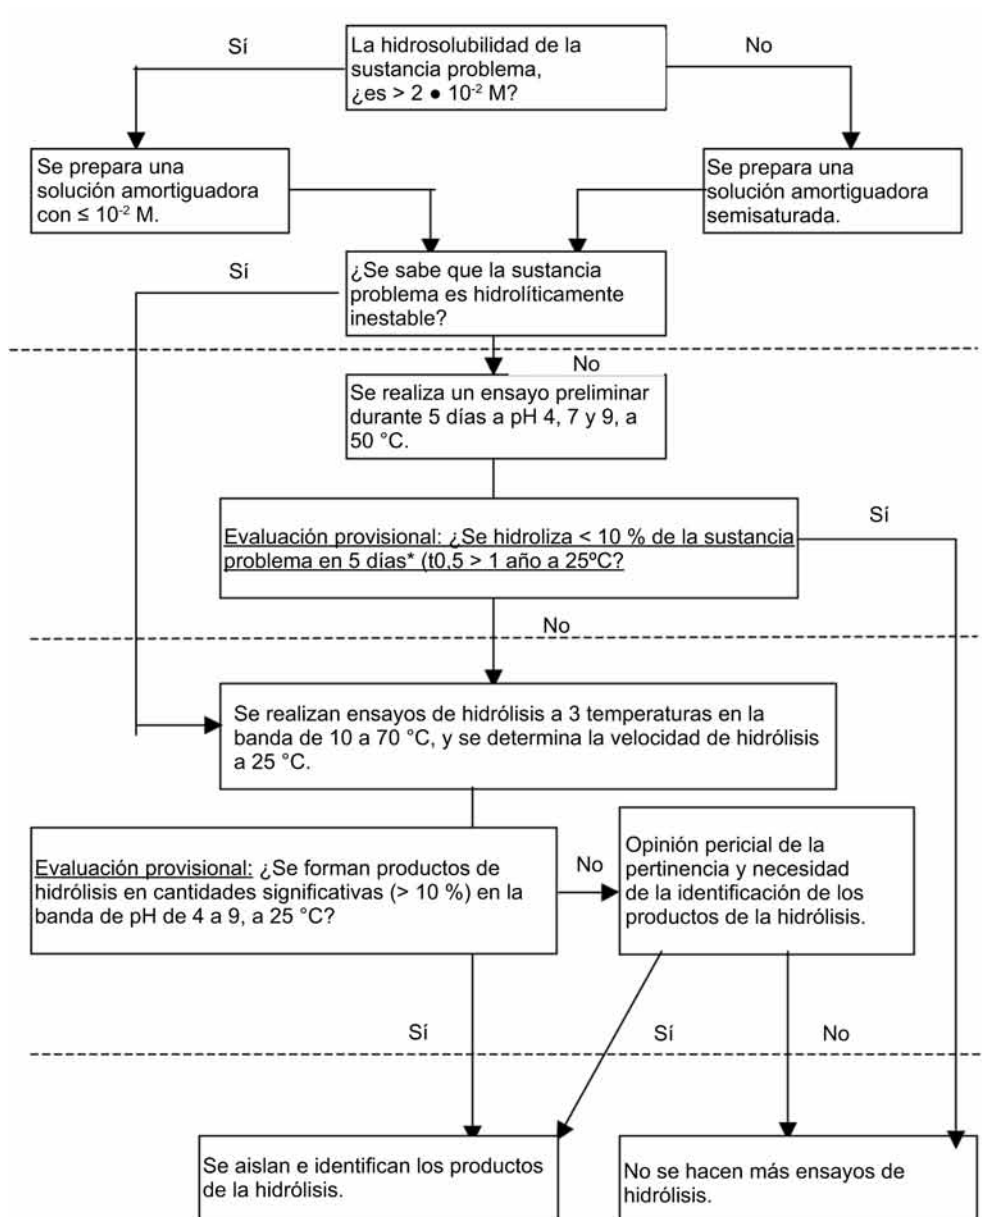 Sí
La hidrosolubilidad de la
sustancia problema,
¿es > 2 ● 10⁻² M?
No
Se prepara una
solución amortiguadora
con ≤ 10⁻² M.
Se prepara una
solución amortiguadora
semisaturada.
Sí
¿Se sabe que la sustancia
problema es hidrolíticamente
inestable?
No
Se realiza un ensayo preliminar
durante 5 días a pH 4, 7 y 9, a
50 °C.
Evaluación provisional: ¿Se hidroliza < 10 % de la sustancia
problema en 5 días* (t0,5 > 1 año a 25ºC?
Sí
No
Se realizan ensayos de hidrólisis a 3 temperaturas en la
banda de 10 a 70 °C, y se determina la velocidad de hidrólisis
a 25 °C.
Evaluación provisional: ¿Se forman productos de
hidrólisis en cantidades significativas (> 10 %) en la
banda de pH de 4 a 9, a 25 °C?
No
Opinión pericial de la
pertinencia y necesidad
de la identificación de los
productos de la hidrólisis.
Sí
Sí
No
Se aislan e identifican los productos
de la hidrólisis.
No se hacen más ensayos de
hidrólisis.